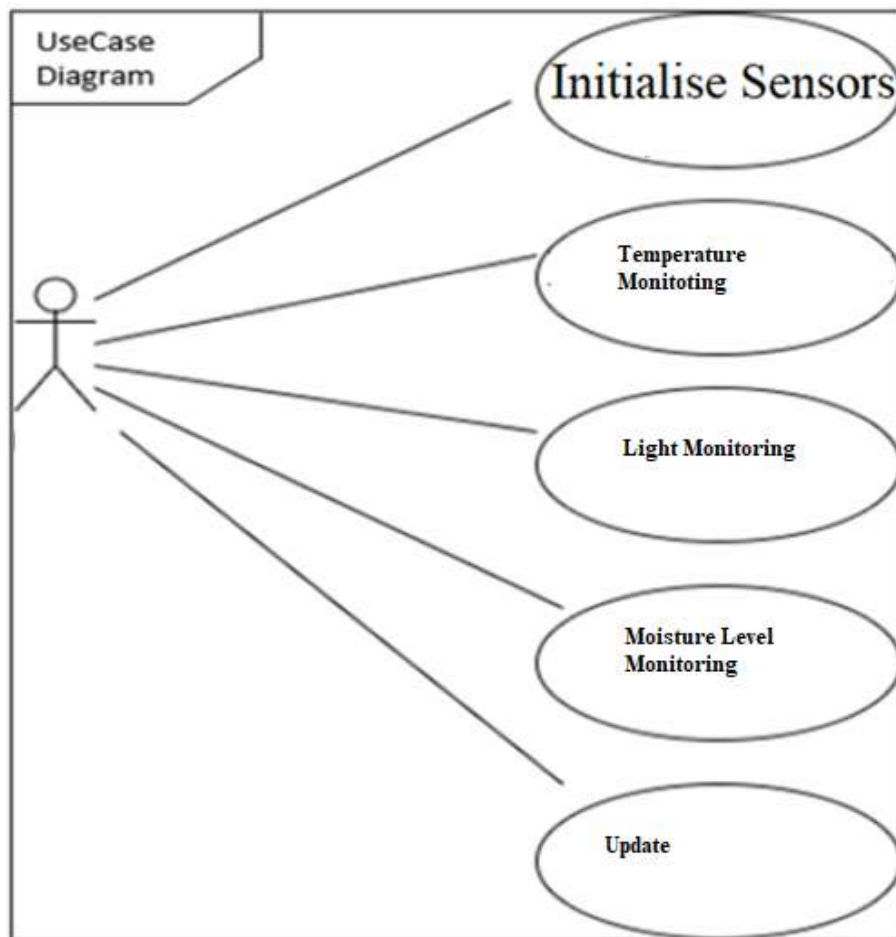 UseCase
Diagram
Initialise Sensors
Temperature
Monitoting
Light Monitoring
Moisture Level
Monitoring
Update